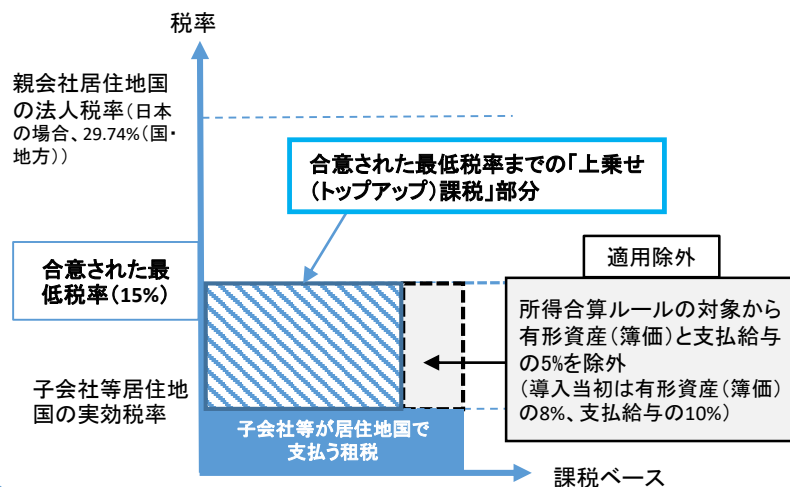 税率
親会社居住地国
の法人税率(日本
の場合、29.74%(国・
地方))
合意された最低税率までの「上乗せ
(トップアップ)課税」部分
適用除外
合意された最
低税率(15%)
所得合算ルールの対象から
有形資産(簿価)と支払給与
の5%を除外
(導入当初は有形資産(簿価)
の8%、支払給与の10%)
子会社等居住地
国の実効税率
子会社等が居住地国で
支払う租税
課税ベース